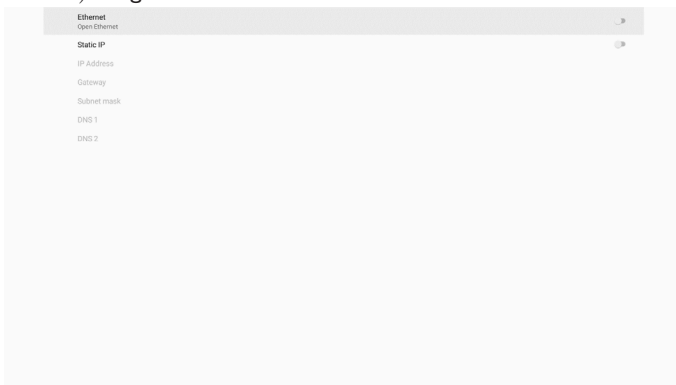 Ethernet
Open Ethernet
Static IP
IP Address
Gateway
Subnet mask
DNS 1
DNS 2